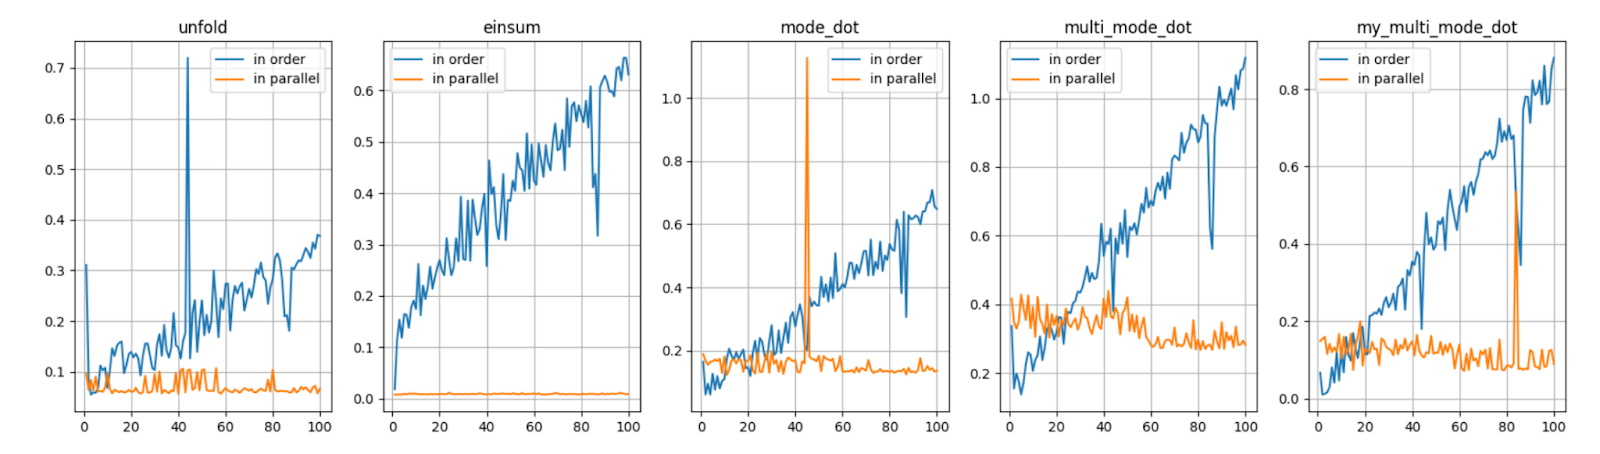 unfold
in order
in parallel
0.7
0.6
0.5
0.4
0.3
0.2
0.1
0 20 40 60 80 100
einsum
in order
in parallel
0.6
0.5
0.4
0.3
0.2
0.1
0.0
0 20 40 60 80 100
mode_dot
in order
in parallel
1.0
0.8
0.6
0.4
0.2
0 20 40 60 80 100
multi_mode_dot
in order
in parallel
1.0
0.8
0.6
0.4
0.2
0 20 40 60 80 100
my_multi_mode_dot
in order
in parallel
0.8
0.6
0.4
0.2
0.0
0 20 40 60 80 100